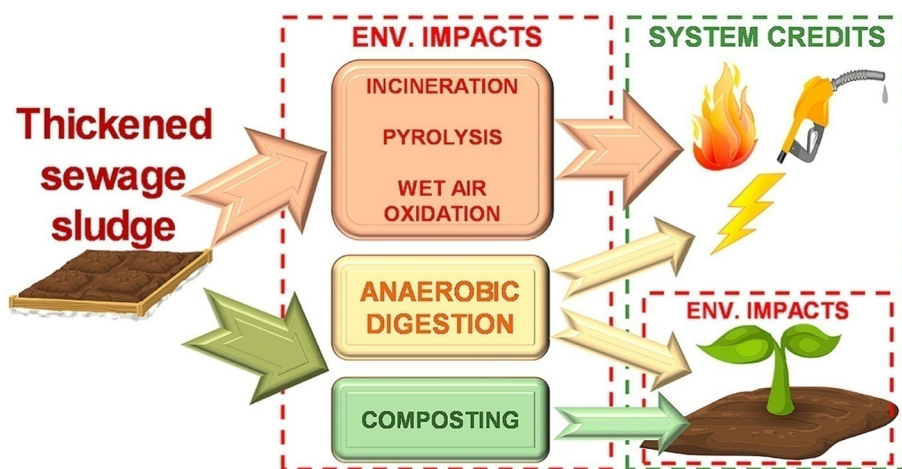 ENV. IMPACTS
SYSTEM CREDITS
Thickened
sewage
sludge
INCINERATION
PYROLYSIS
WET AIR
OXIDATION
ANAEROBIC
DIGESTION
COMPOSTING
ENV. IMPACTS